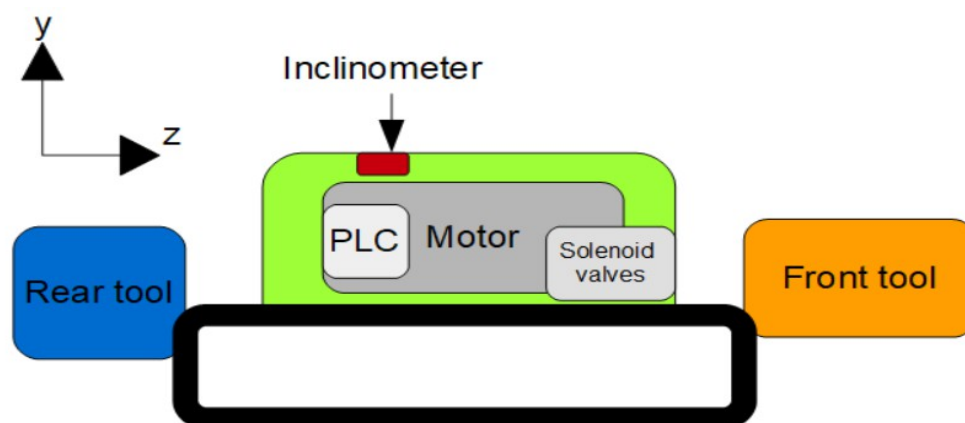 y
Inclinometer
z
PLC
Motor
Solenoid
valves
Rear tool
Front tool